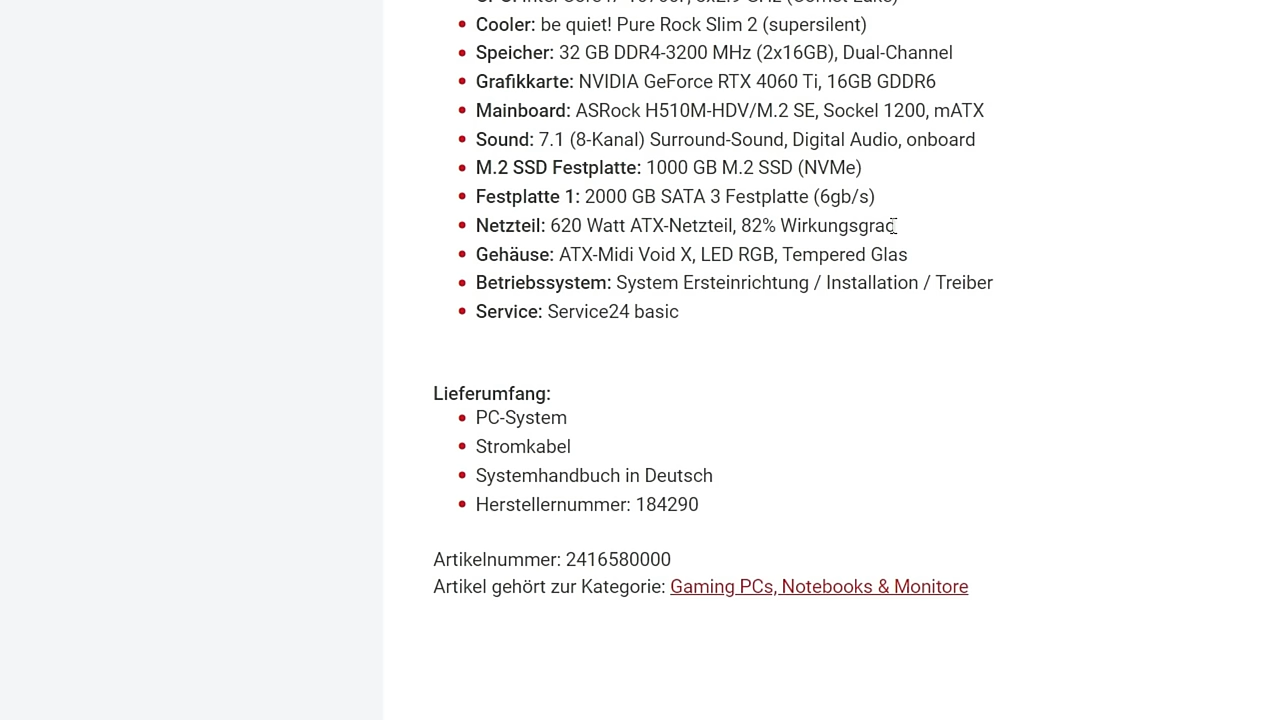 Cooler: be quiet! Pure Rock Slim 2 (supersilent)
Speicher: 32 GB DDR4-3200 MHz (2x16GB), Dual-Channel
Grafikkarte: NVIDIA GeForce RTX 4060 Ti, 16GB GDDR6
Mainboard: ASRock H510M-HDV/M.2 SE, Sockel 1200, mATX
Sound: 7.1 (8-Kanal) Surround-Sound, Digital Audio, onboard
M.2 SSD Festplatte: 1000 GB M.2 SSD (NVMe)
Festplatte 1: 2000 GB SATA 3 Festplatte (6gb/s)
Netzteil: 620 Watt ATX-Netzteil, 82% Wirkungsgrad
Gehäuse: ATX-Midi Void X, LED RGB, Tempered Glas
Betriebssystem: System Ersteinrichtung / Installation / Treiber
Service: Service24 basic
Lieferumfang:
PC-System
Stromkabel
Systemhandbuch in Deutsch
Herstellernummer: 184290
Artikelnummer: 2416580000
Artikel gehört zur Kategorie: Gaming PCs, Notebooks & Monitore